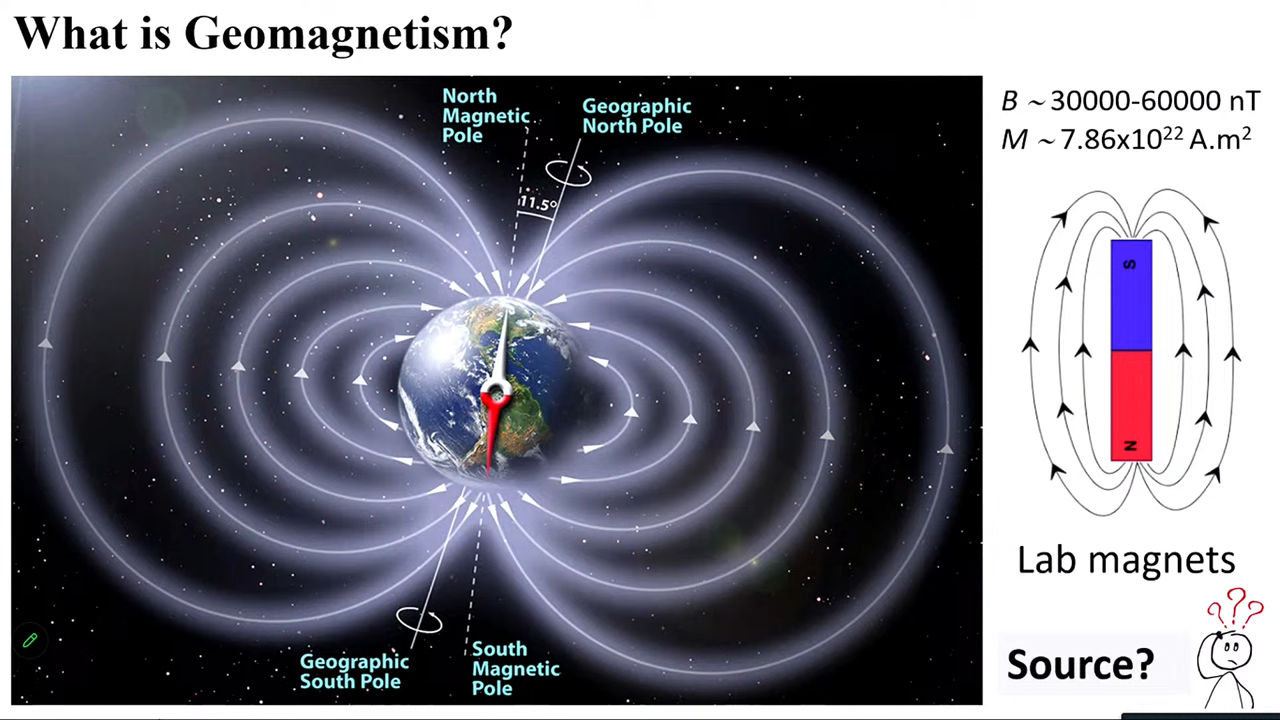 What is Geomagnetism?
North
Magnetic
Pole
Geographic
North Pole
11.5°
Geographic
South Pole
South
Magnetic
Pole
B ~ 30000-60000 nT
M ~ 7.86x10²² A.m²
S
N
Lab magnets
Source?
???